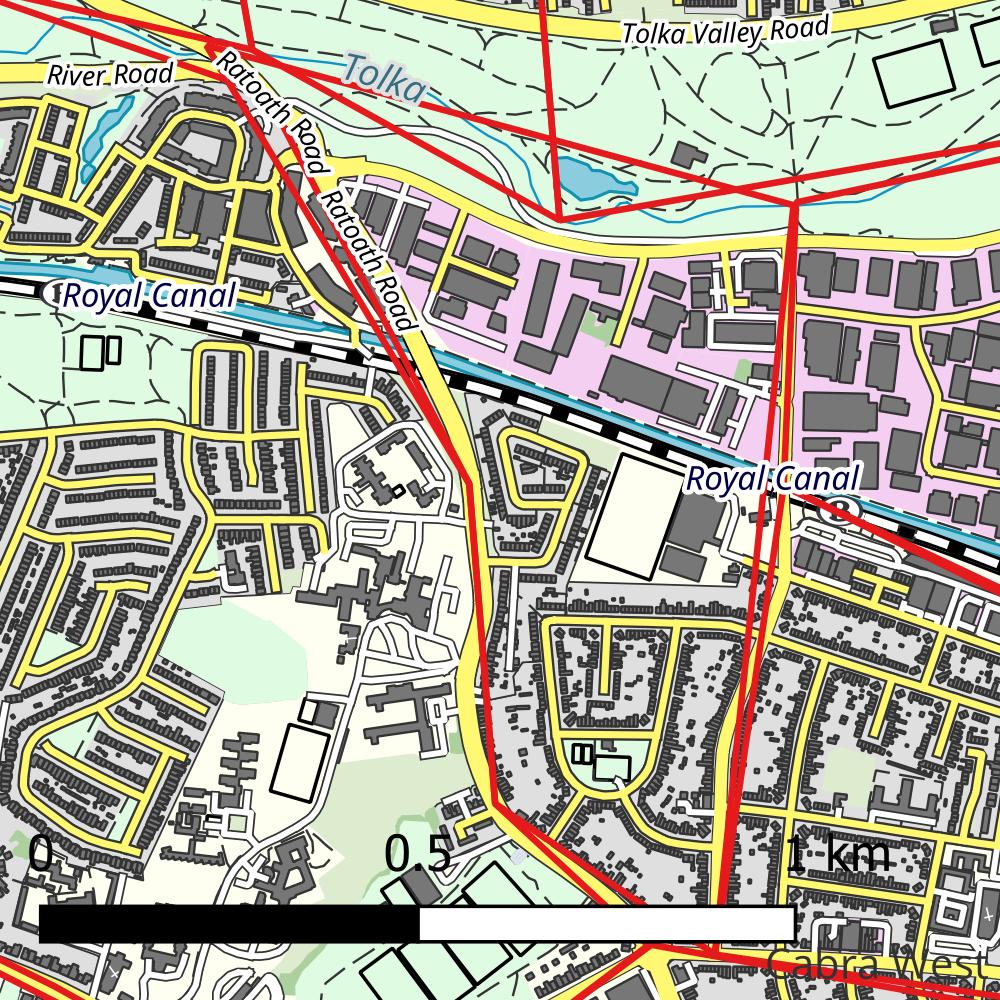 Tolka Valley Road
River Road
Tolka
Ratoath Road
Ratoath Road
Royal Canal
Royal Canal
0 0.5 1 km
Cabra West